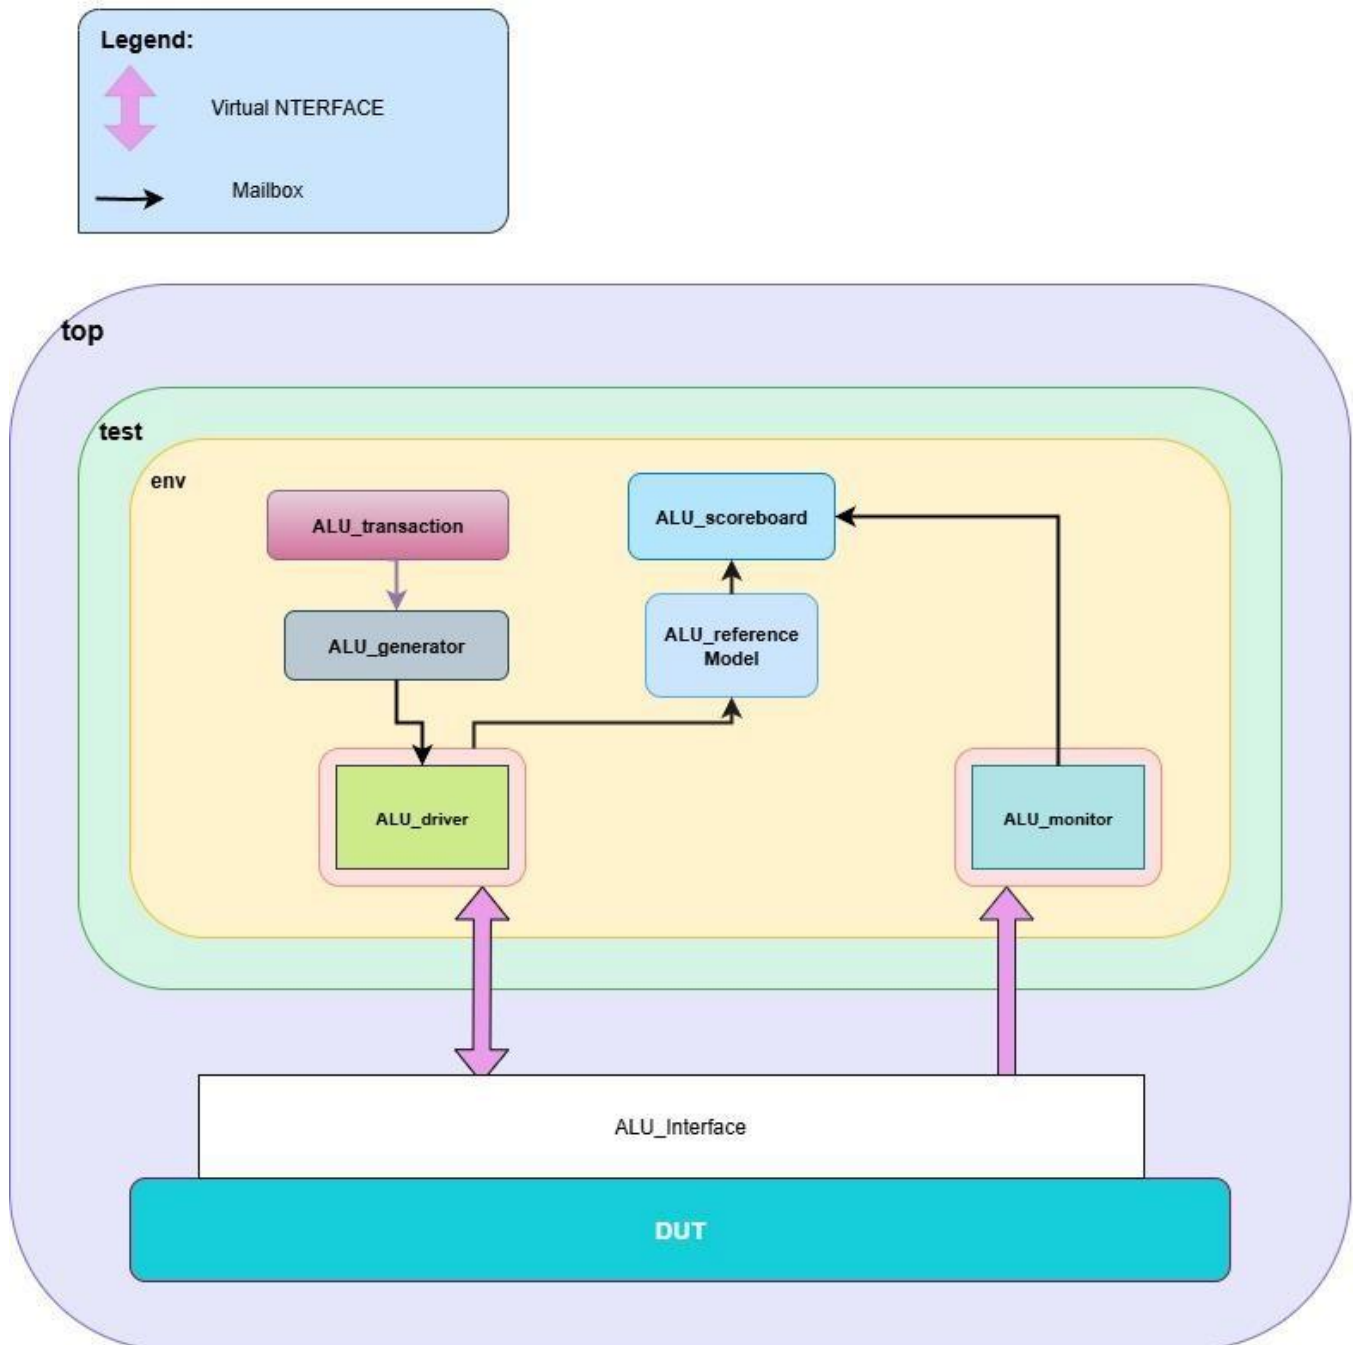 Legend:
Virtual NTERFACE
Mailbox
top
test
env
ALU_transaction
ALU_scoreboard
ALU_generator
ALU_reference
Model
ALU_driver
ALU_monitor
ALU_Interface
DUT